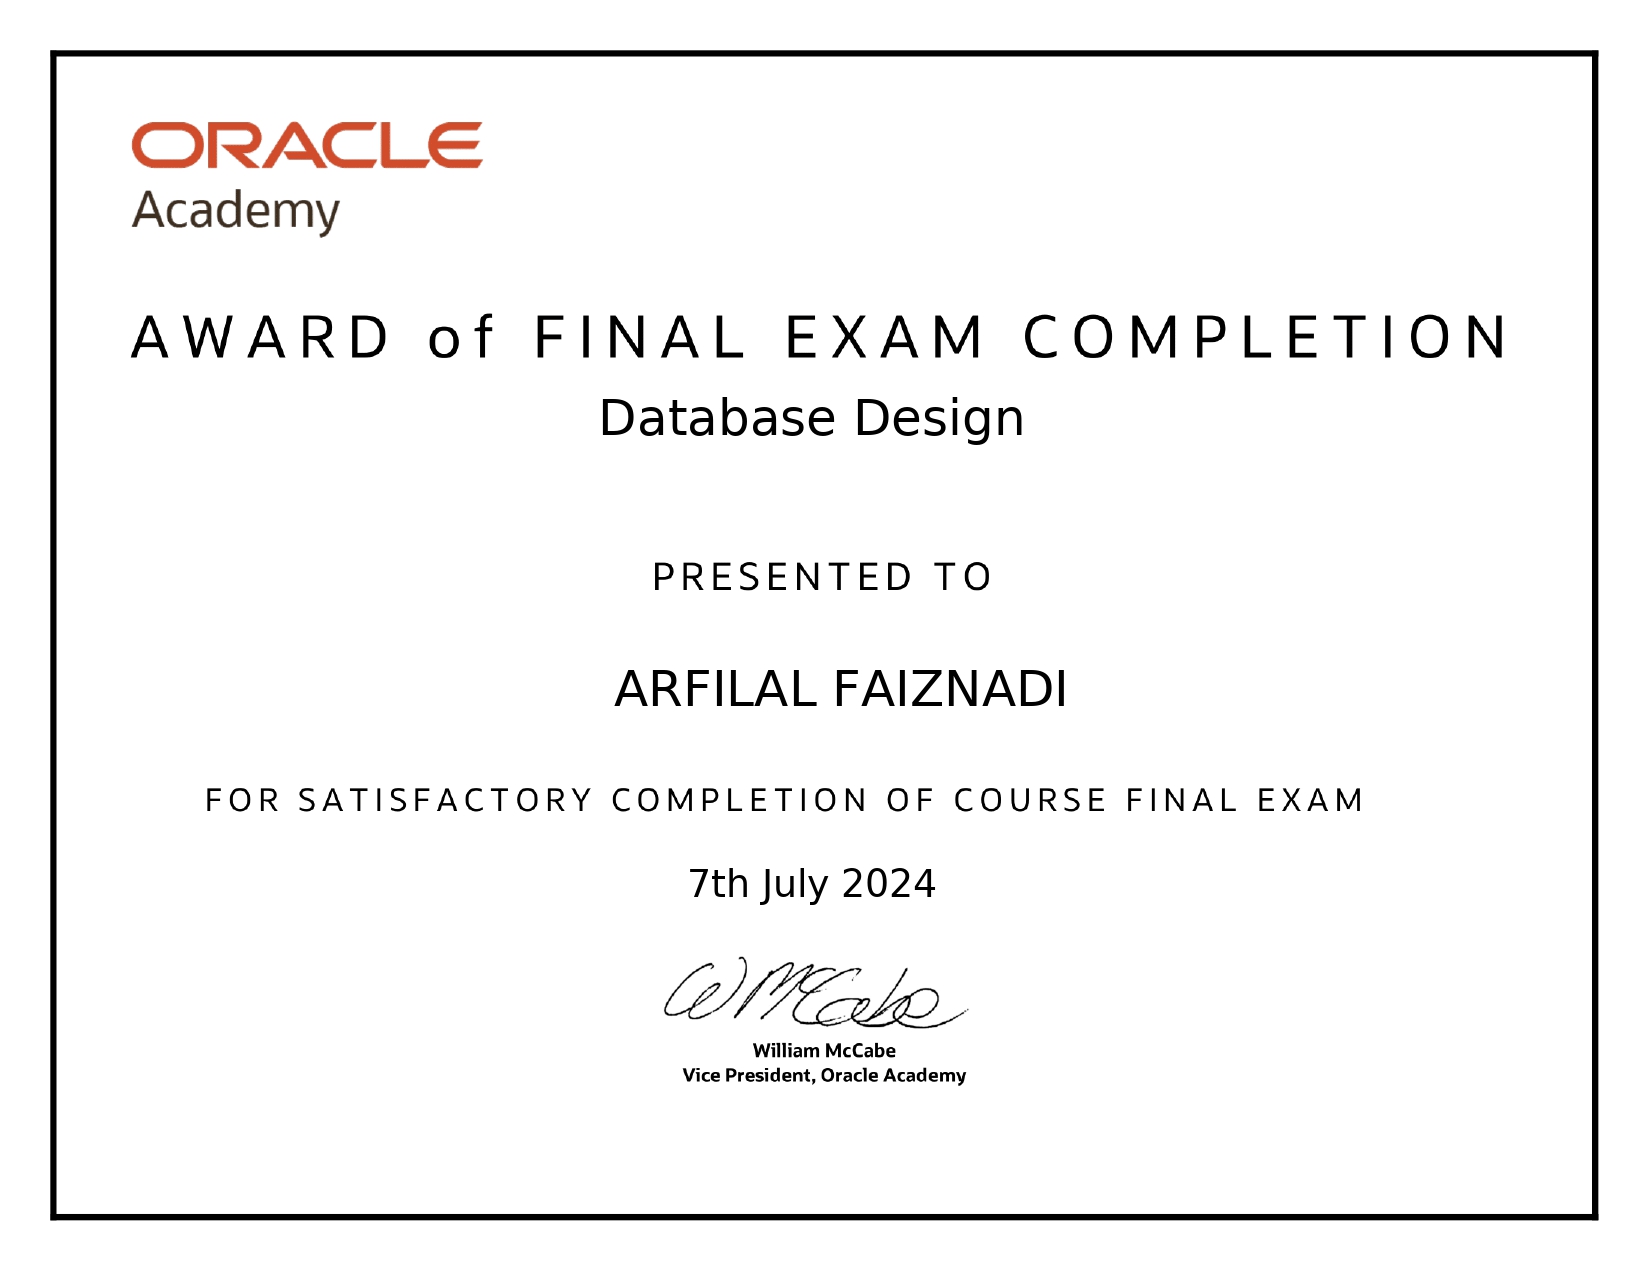 ORACLE
Academy
AWARD of FINAL EXAM COMPLETION
Database Design
PRESENTED TO
ARFILAL FAIZNADI
FOR SATISFACTORY COMPLETION OF COURSE FINAL EXAM
7th July 2024
W McCabe
William McCabe
Vice President, Oracle Academy